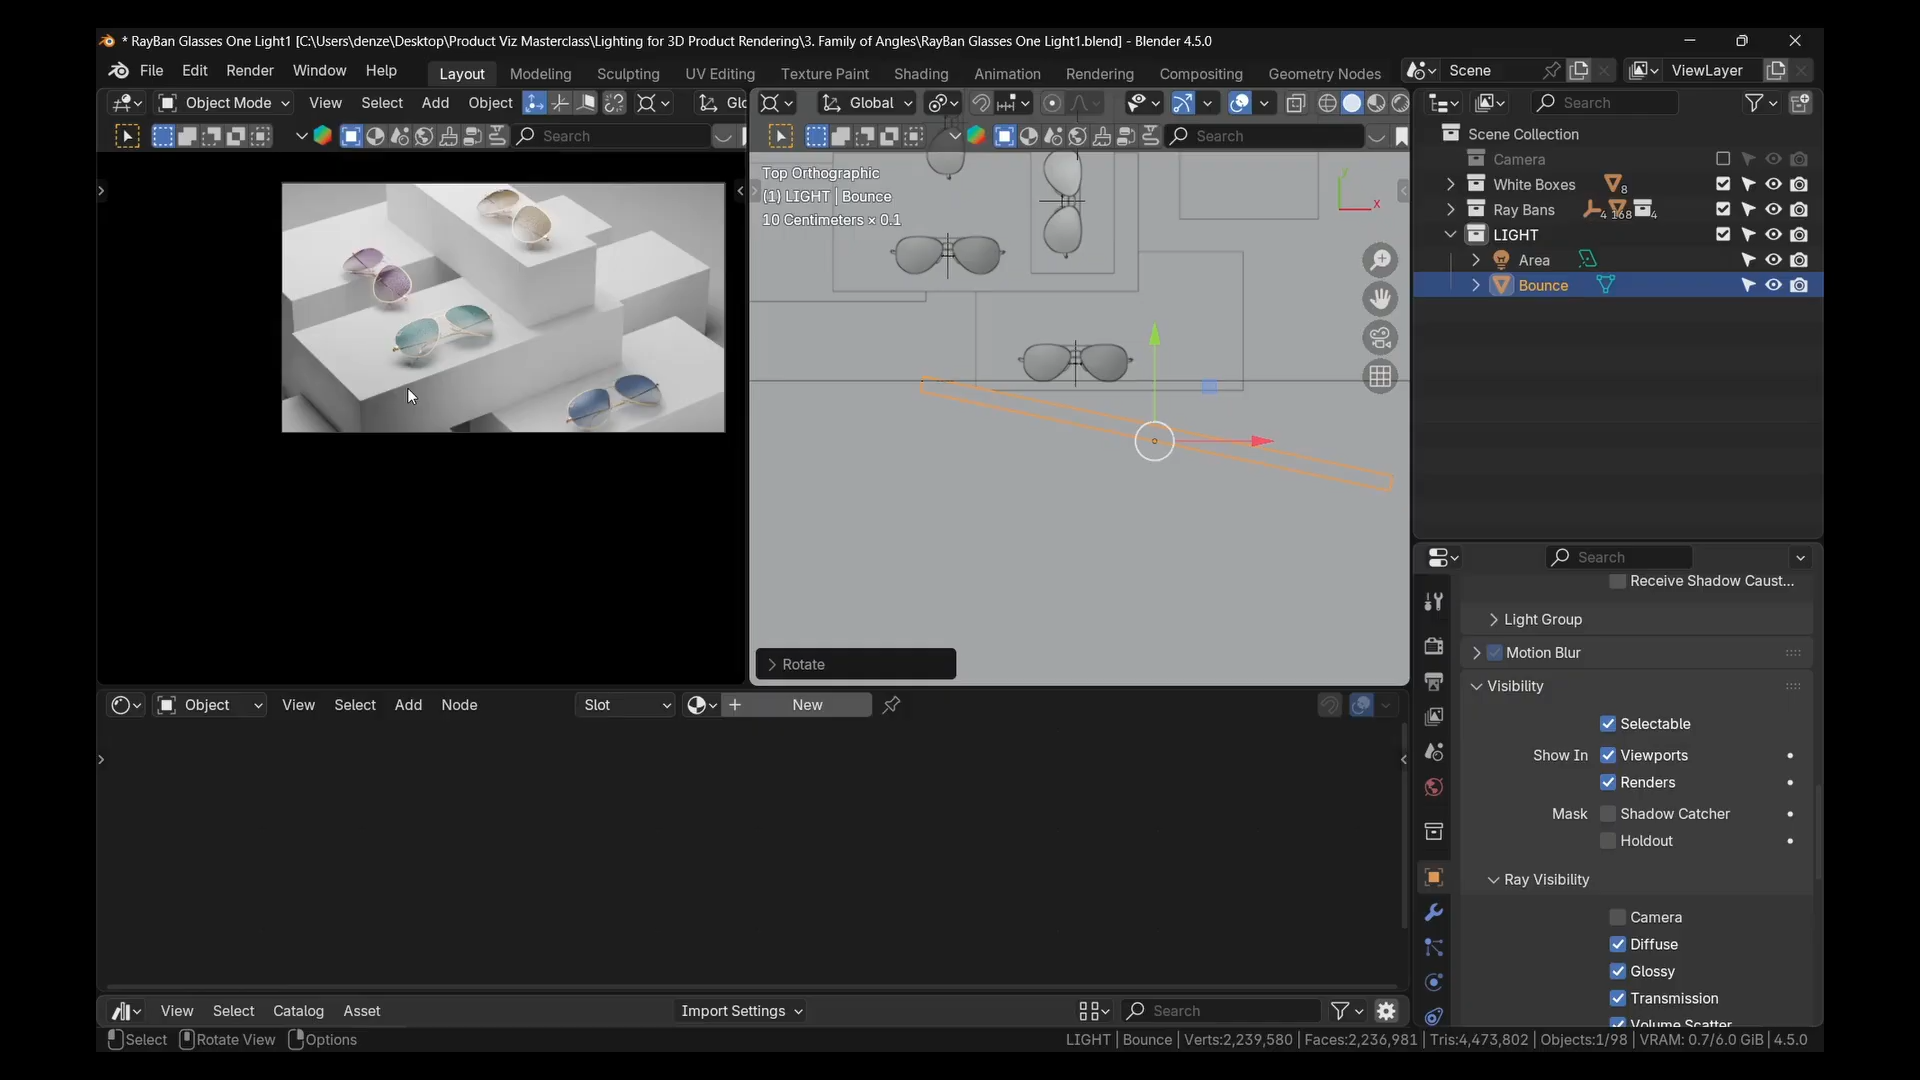 * RayBan Glasses One Light1 [C:\Users\denze\Desktop\Product Viz Masterclass\Lighting for 3D Product Rendering\3. Family of Angles\RayBan Glasses One Light1.blend] - Blender 4.5.0
File Edit Render Window Help Layout Modeling Sculpting UV Editing Texture Paint Shading Animation Rendering Compositing Geometry Nodes Scene ViewLayer
Object Mode View Select Add Object Glo Global Search
Search Search
Scene Collection
Camera
White Boxes 8
Ray Bans 4 168 4
LIGHT
Area
Bounce
Top Orthographic
(1) LIGHT | Bounce
10 Centimeters × 0.1
Y
X
Rotate
Search
Receive Shadow Caust...
Light Group
Motion Blur
Visibility
Selectable
Show In Viewports
Renders
Mask Shadow Catcher
Holdout
Ray Visibility
Camera
Diffuse
Glossy
Transmission
Volume Scatter
Object View Select Add Node Slot New
View Select Catalog Asset Import Settings Search
Select Rotate View Options LIGHT | Bounce | Verts:2,239,580 | Faces:2,236,981 | Tris:4,473,802 | Objects:1/98 | VRAM: 0.7/6.0 GiB | 4.5.0